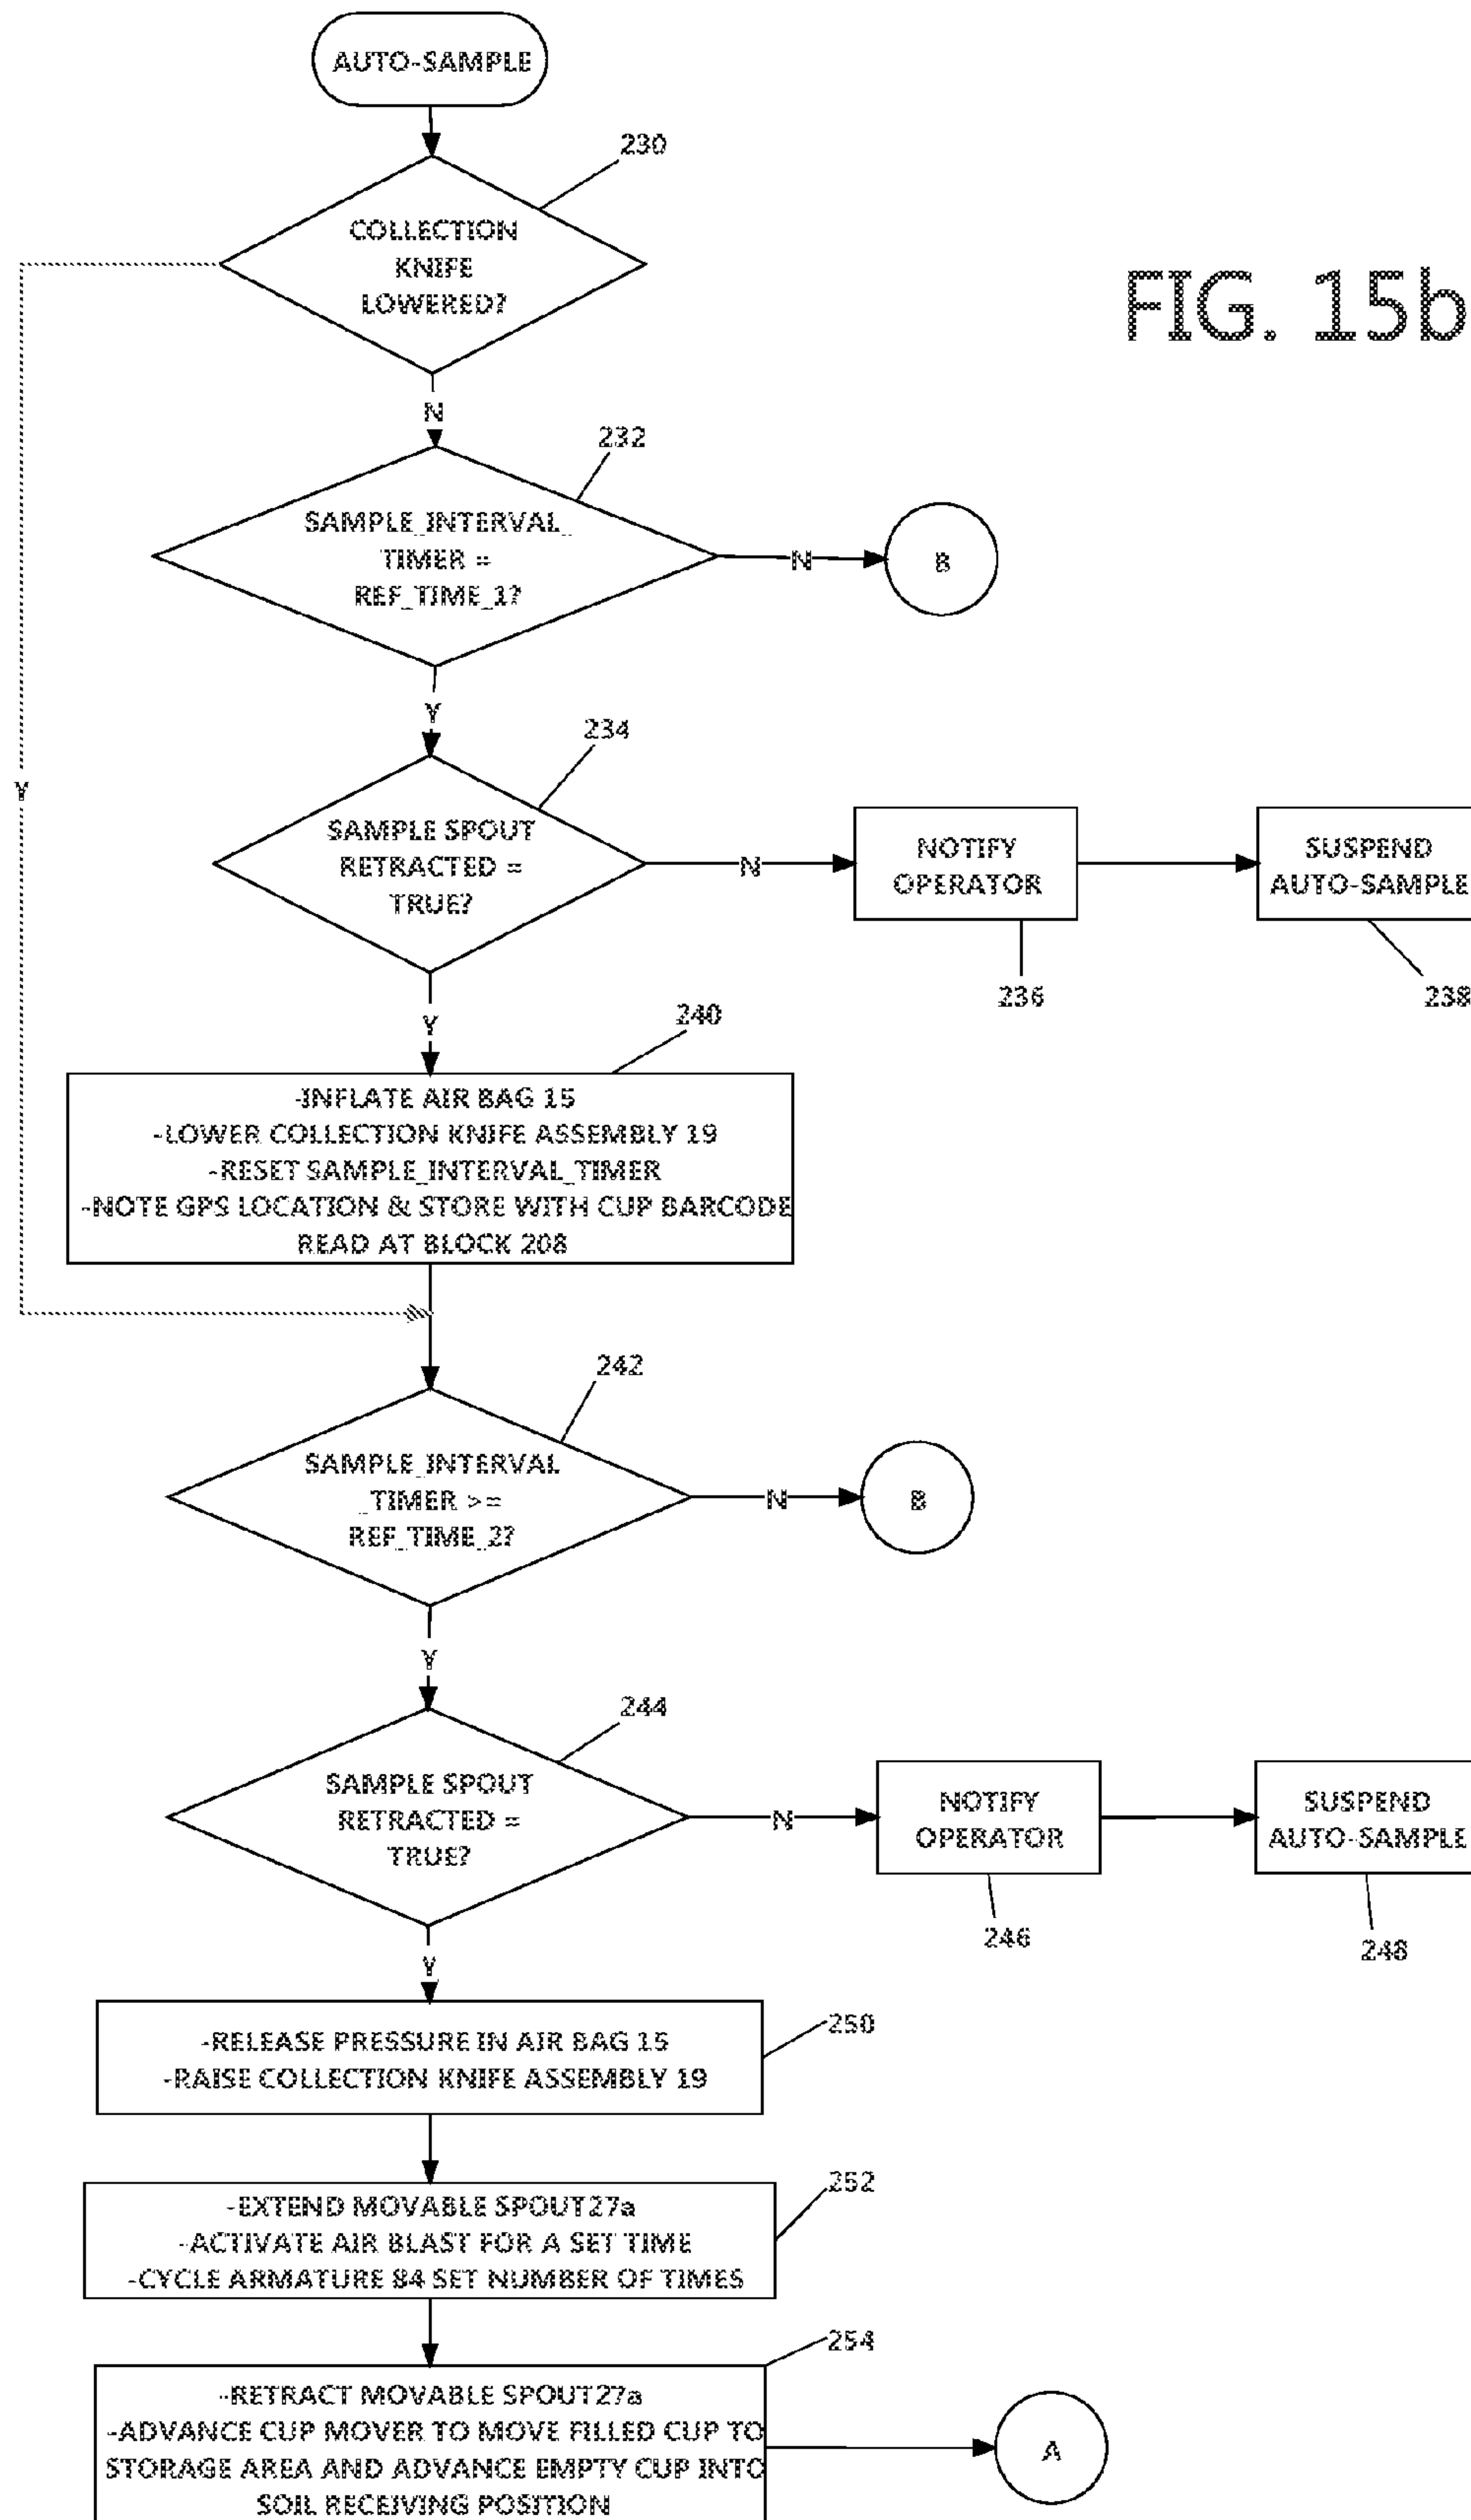 AUTO-SAMPLE
230
COLLECTION
KNIFE
LOWERED?
FIG. 15b
N
232
SAMPLE_INTERVAL_
TIMER =
REF_TIME_1?
N
B
Y
234
Y
SAMPLE SPOUT
RETRACTED =
TRUE?
N
NOTIFY
OPERATOR
SUSPEND
AUTO-SAMPLE
236
238
Y
240
-INFLATE AIR BAG 15
-LOWER COLLECTION KNIFE ASSEMBLY 19
-RESET SAMPLE_INTERVAL_TIMER
-NOTE GPS LOCATION & STORE WITH CUP BARCODE
READ AT BLOCK 208
242
SAMPLE_INTERVAL
_TIMER >=
REF_TIME_2?
N
B
Y
244
SAMPLE SPOUT
RETRACTED =
TRUE?
N
NOTIFY
OPERATOR
SUSPEND
AUTO-SAMPLE
246
248
Y
250
-RELEASE PRESSURE IN AIR BAG 15
-RAISE COLLECTION KNIFE ASSEMBLY 19
252
-EXTEND MOVABLE SPOUT27a
-ACTIVATE AIR BLAST FOR A SET TIME
-CYCLE ARMATURE 84 SET NUMBER OF TIMES
254
-RETRACT MOVABLE SPOUT27a
-ADVANCE CUP MOVER TO MOVE FILLED CUP TO
STORAGE AREA AND ADVANCE EMPTY CUP INTO
SOIL RECEIVING POSITION
A